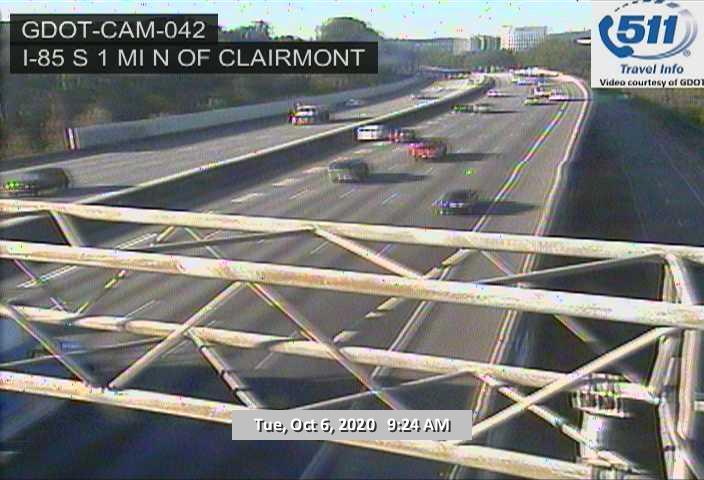 GDOT-CAM-042
I-85 S 1 MI N OF CLAIRMONT
511
Travel Info
Video courtesy of GDOT
Tue, Oct 6, 2020 9:24 AM